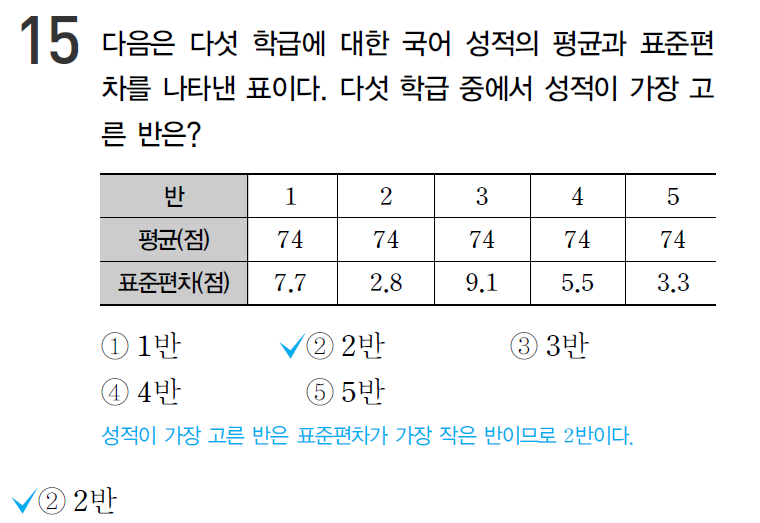 15 다음은 다섯 학급에 대한 국어 성적의 평균과 표준편
차를 나타낸 표이다. 다섯 학급 중에서 성적이 가장 고
른 반은?
반 1 2 3 4 5
평균(점) 74 74 74 74 74
표준편차(점) 7.7 2.8 9.1 5.5 3.3
① 1반 ② 2반 ③ 3반
④ 4반 ⑤ 5반
성적이 가장 고른 반은 표준편차가 가장 작은 반이므로 2반이다.
② 2반